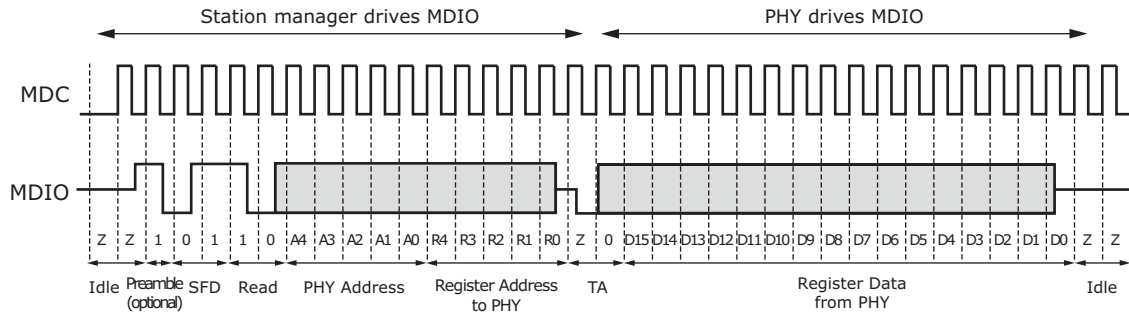 Station manager drives MDIO PHY drives MDIO
MDC
MDIO
Z Z 1 0 1 1 0 A4 A3 A2 A1 A0 R4 R3 R2 R1 R0 Z 0 D15 D14 D13 D12 D11 D10 D9 D8 D7 D6 D5 D4 D3 D2 D1 D0 Z Z
Idle Preamble (optional) SFD Read PHY Address Register Address to PHY TA Register Data from PHY Idle